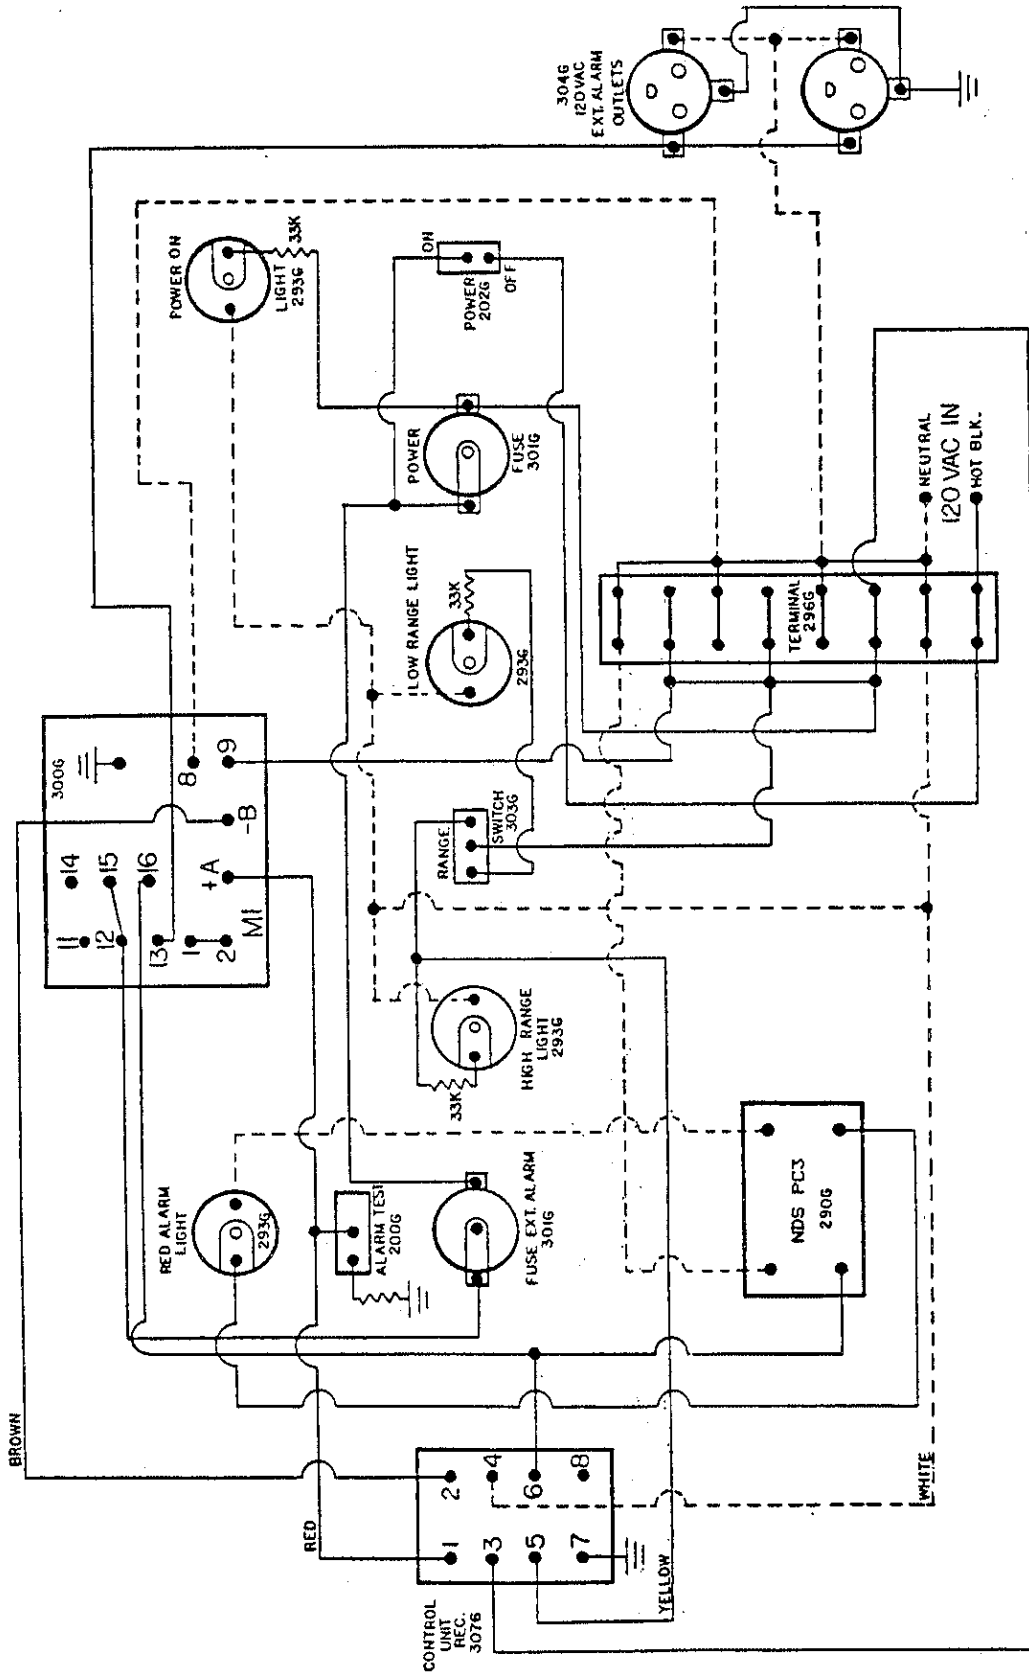 304G
120VAC
EXT. ALARM
OUTLETS
POWER ON
LIGHT
293G
33K
ON
POWER
202G
OFF
POWER
FUSE
301G
LOW RANGE LIGHT
33K
293G
NEUTRAL
120 VAC IN
HOT BLK.
TERMINAL
296G
300G
8
9
-B
14
15
16
+A
11
12
13
1
2
M1
RANGE
SWITCH
303G
HIGH RANGE
LIGHT
293G
33K
RED ALARM
LIGHT
293G
ALARM TEST
200G
FUSE EXT. ALARM
301G
NDS PC3
290G
BROWN
RED
WHITE
YELLOW
2
4
6
8
1
3
5
7
CONTROL
UNIT
REC.
307G